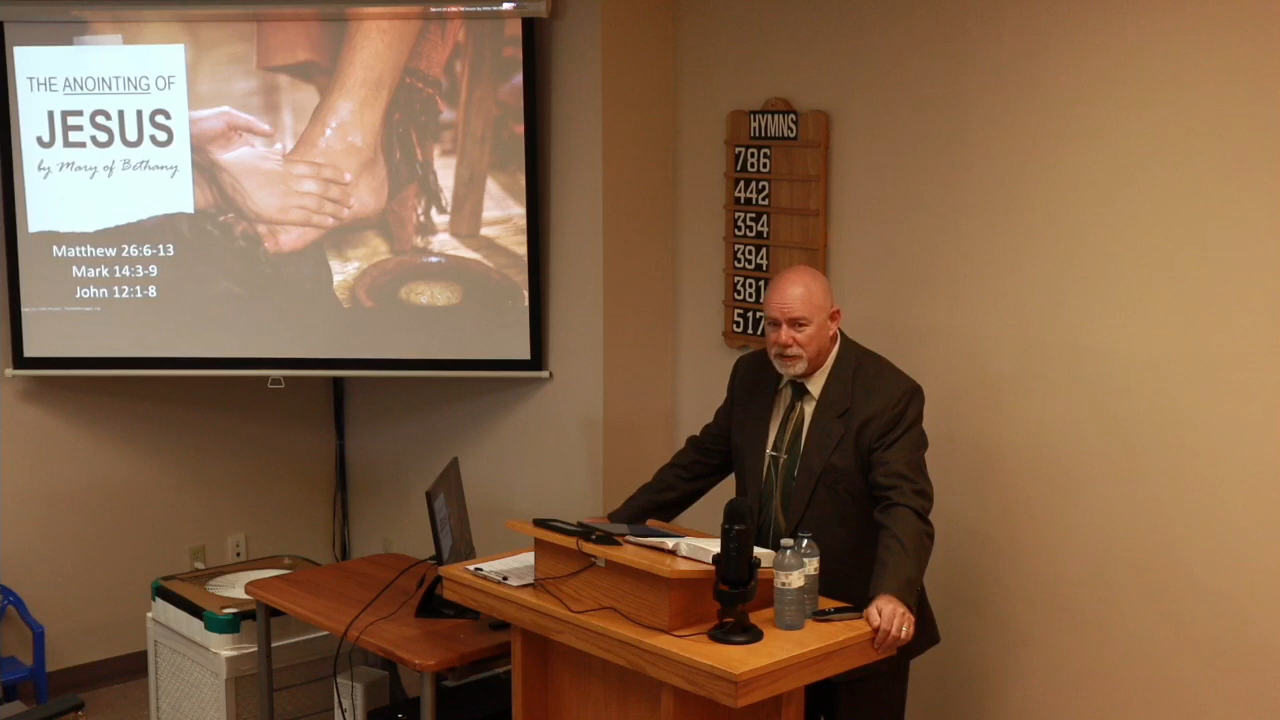 THE ANOINTING OF
JESUS
by Mary of Bethany
Matthew 26:6-13
Mark 14:3-9
John 12:1-8
HYMNS
786
442
354
394
381
517